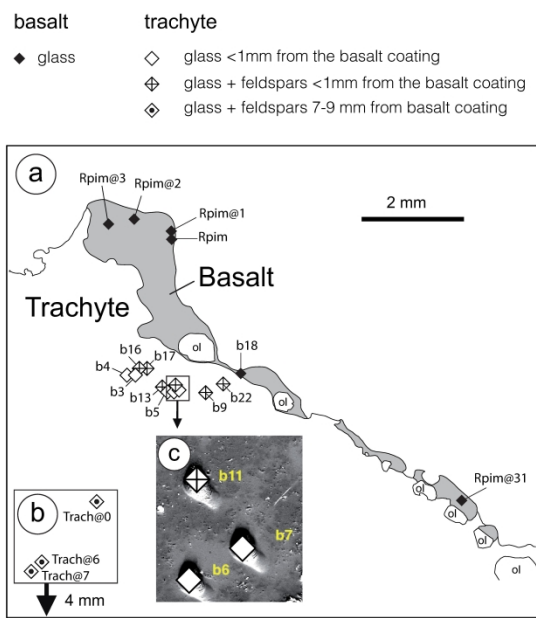 basalt
trachyte
glass
glass <1mm from the basalt coating
glass + feldspars <1mm from the basalt coating
glass + feldspars 7-9 mm from basalt coating
a
Rpim@3
Rpim@2
Rpim@1
Rpim
2 mm
Basalt
Trachyte
b16
b17
b18
ol
b4
b3
b13
b5
b9
b22
ol
c
b11
b7
b6
Rpim@31
ol
ol
ol
ol
b
Trach@0
Trach@6
Trach@7
4 mm